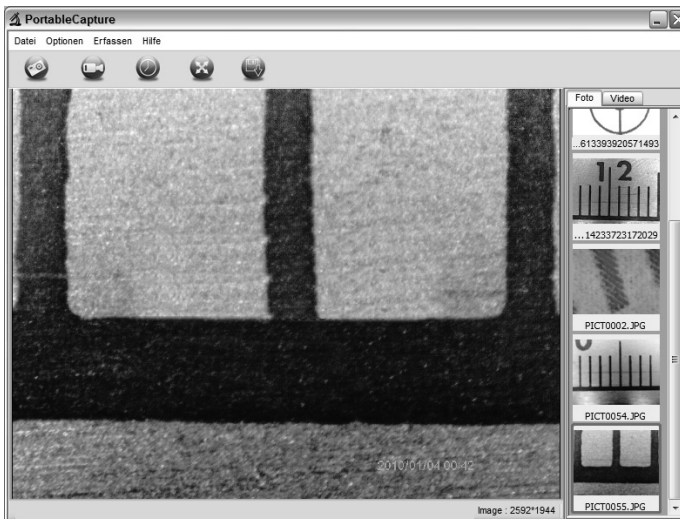 PortableCapture
Datei Optionen Erfassen Hilfe
Foto Video
...613393920571493
1 2
...14233723172029
PICT0002.JPG
0
PICT0054.JPG
PICT0055.JPG
2010/01/04 00:42
Image : 2592*1944